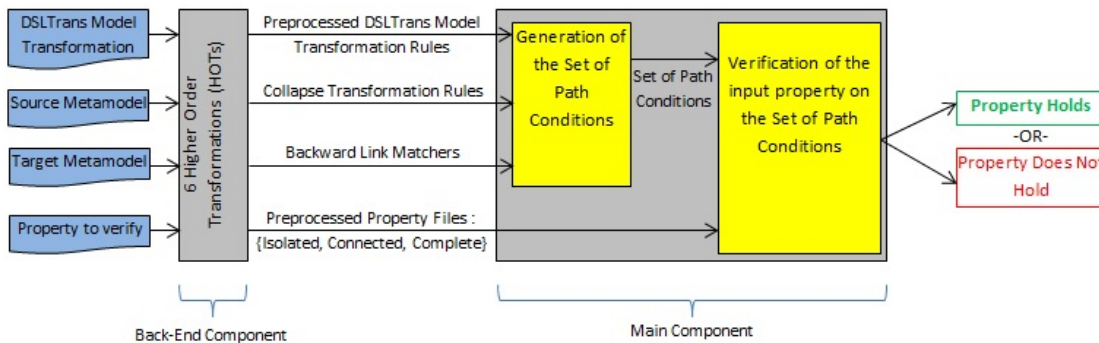 DSLTrans Model
Transformation
Source Metamodel
Target Metamodel
Property to verify
6 Higher Order
Transformations (HOTs)
Preprocessed DSLTrans Model
Transformation Rules
Collapse Transformation Rules
Backward Link Matchers
Preprocessed Property Files :
{Isolated, Connected, Complete}
Generation of
the Set of
Path
Conditions
Set of Path
Conditions
Verification of the
input property on
the Set of Path
Conditions
Property Holds
-OR-
Property Does Not
Hold
Back-End Component
Main Component